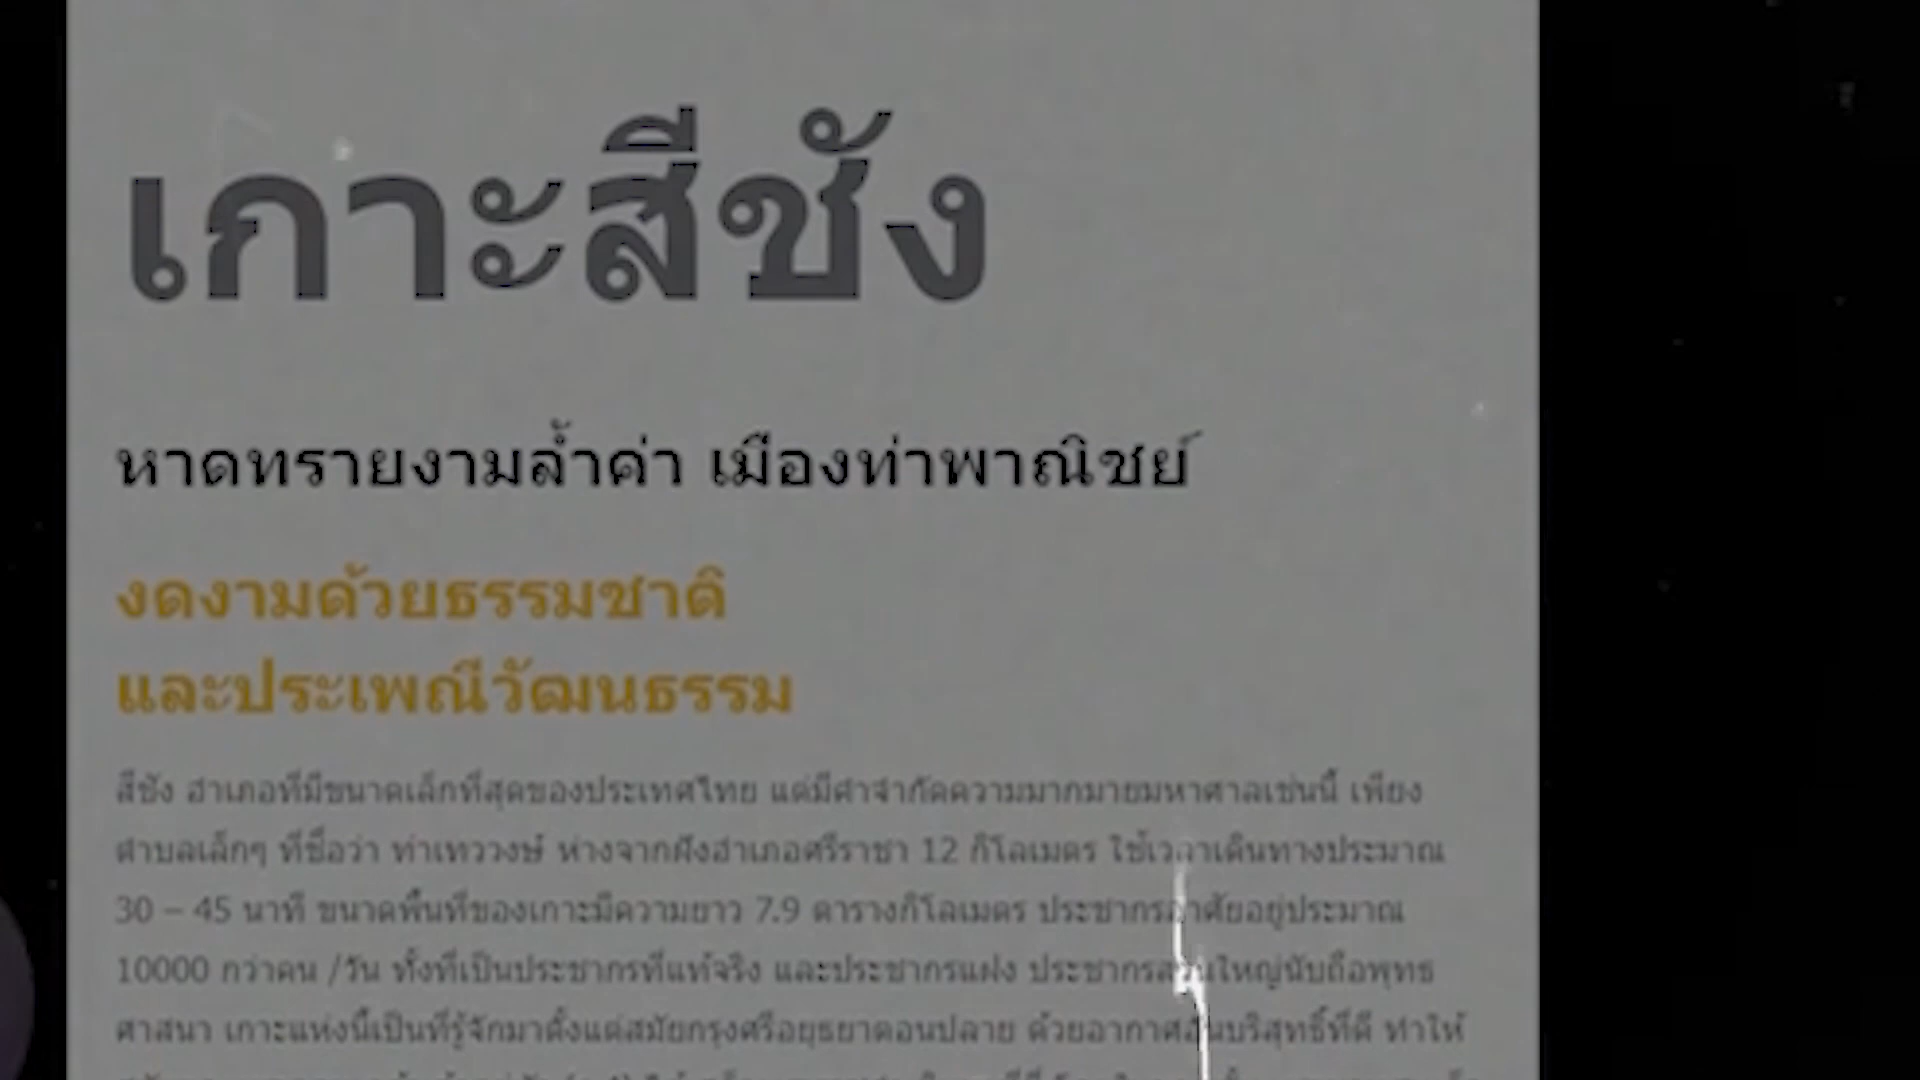 เกาะสีชัง
หาดทรายงามล้ำค่า เมืองท่าพาณิชย์
งดงามด้วยธรรมชาติ
และประเพณีวัฒนธรรม
สีชัง อำเภอที่มีขนาดเล็กที่สุดของประเทศไทย แต่มีคำจำกัดความมากมายมหาศาลเช่นนี้ เพียง
ตำบลเล็กๆ ที่ชื่อว่า ท่าเทววงษ์ ห่างจากฝั่งอำเภอศรีราชา 12 กิโลเมตร ใช้เวลาเดินทางประมาณ
30 – 45 นาที ขนาดพื้นที่ของเกาะมีความยาว 7.9 ตารางกิโลเมตร ประชากรอาศัยอยู่ประมาณ
10000 กว่าคน /วัน ทั้งที่เป็นประชากรที่แท้จริง และประชากรแฝง ประชากรส่วนใหญ่นับถือพุทธ
ศาสนา เกาะแห่งนี้เป็นที่รู้จักมาตั้งแต่สมัยกรุงศรีอยุธยาตอนปลาย ด้วยอากาศอันบริสุทธิ์ที่ดี ทำให้